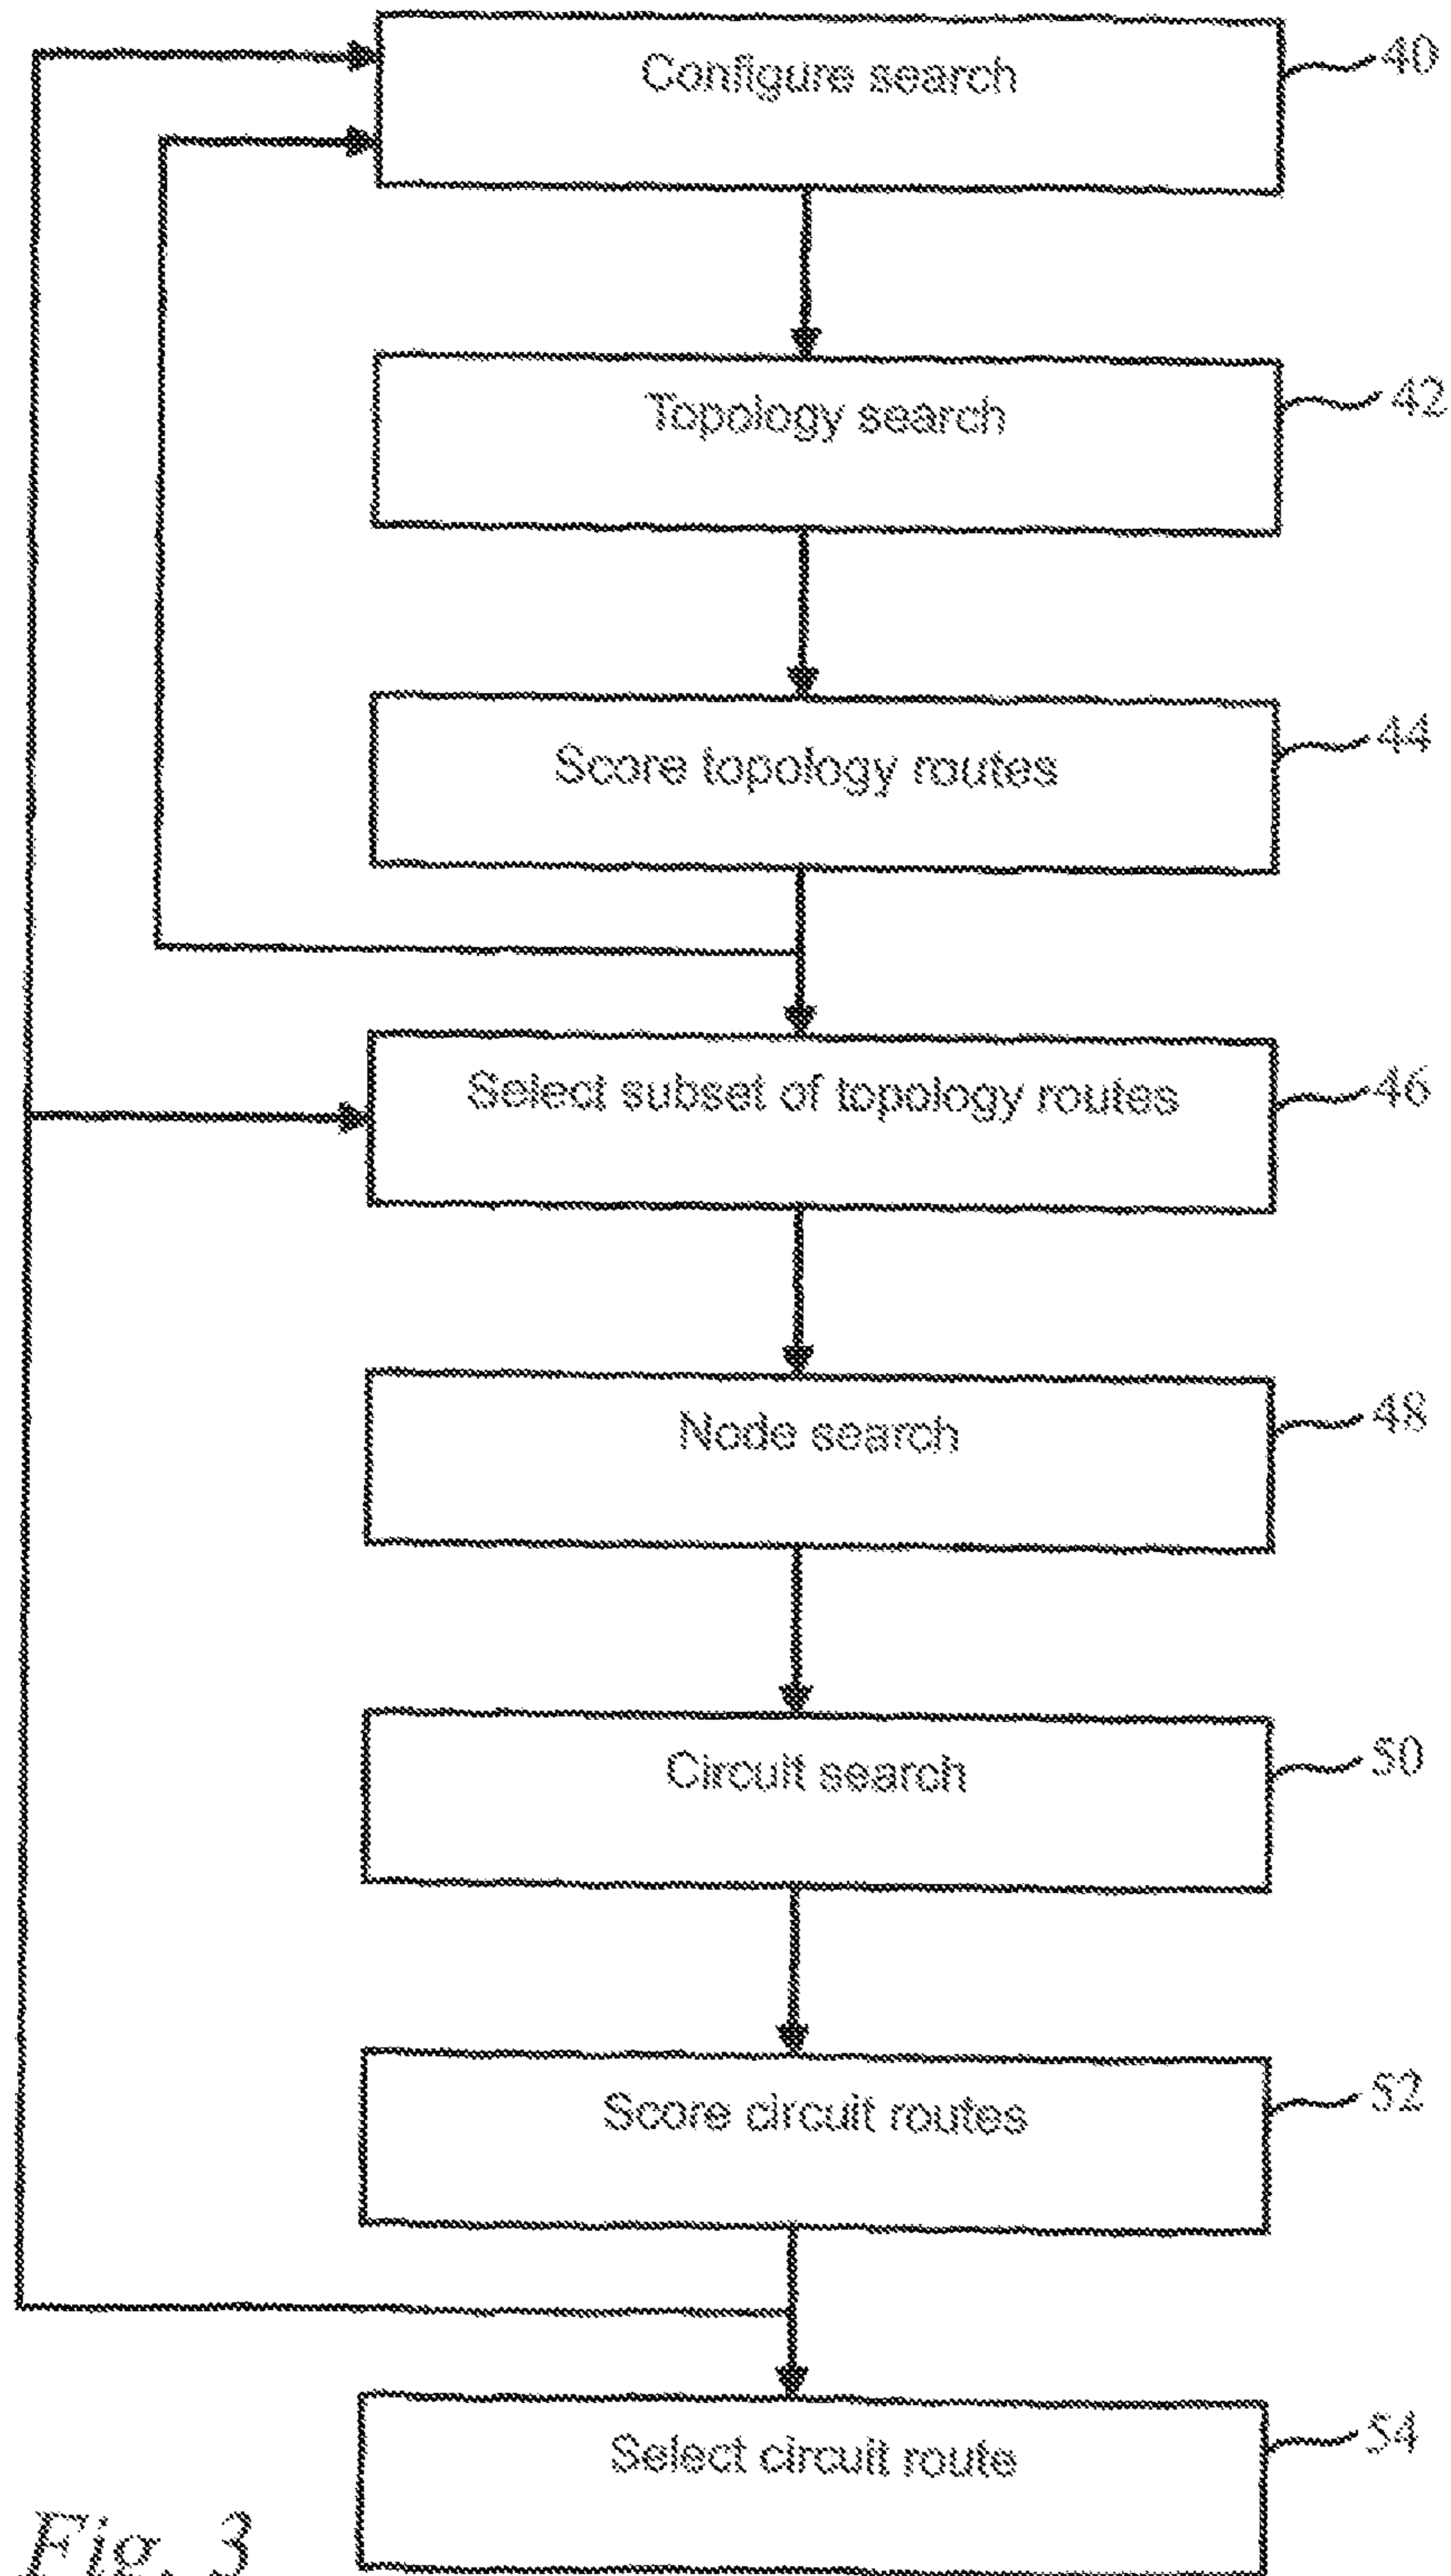 Configure search
40
Topology search
42
Score topology routes
44
Select subset of topology routes
46
Node search
48
Circuit search
50
Score circuit routes
52
Select circuit route
54
Fig. 3